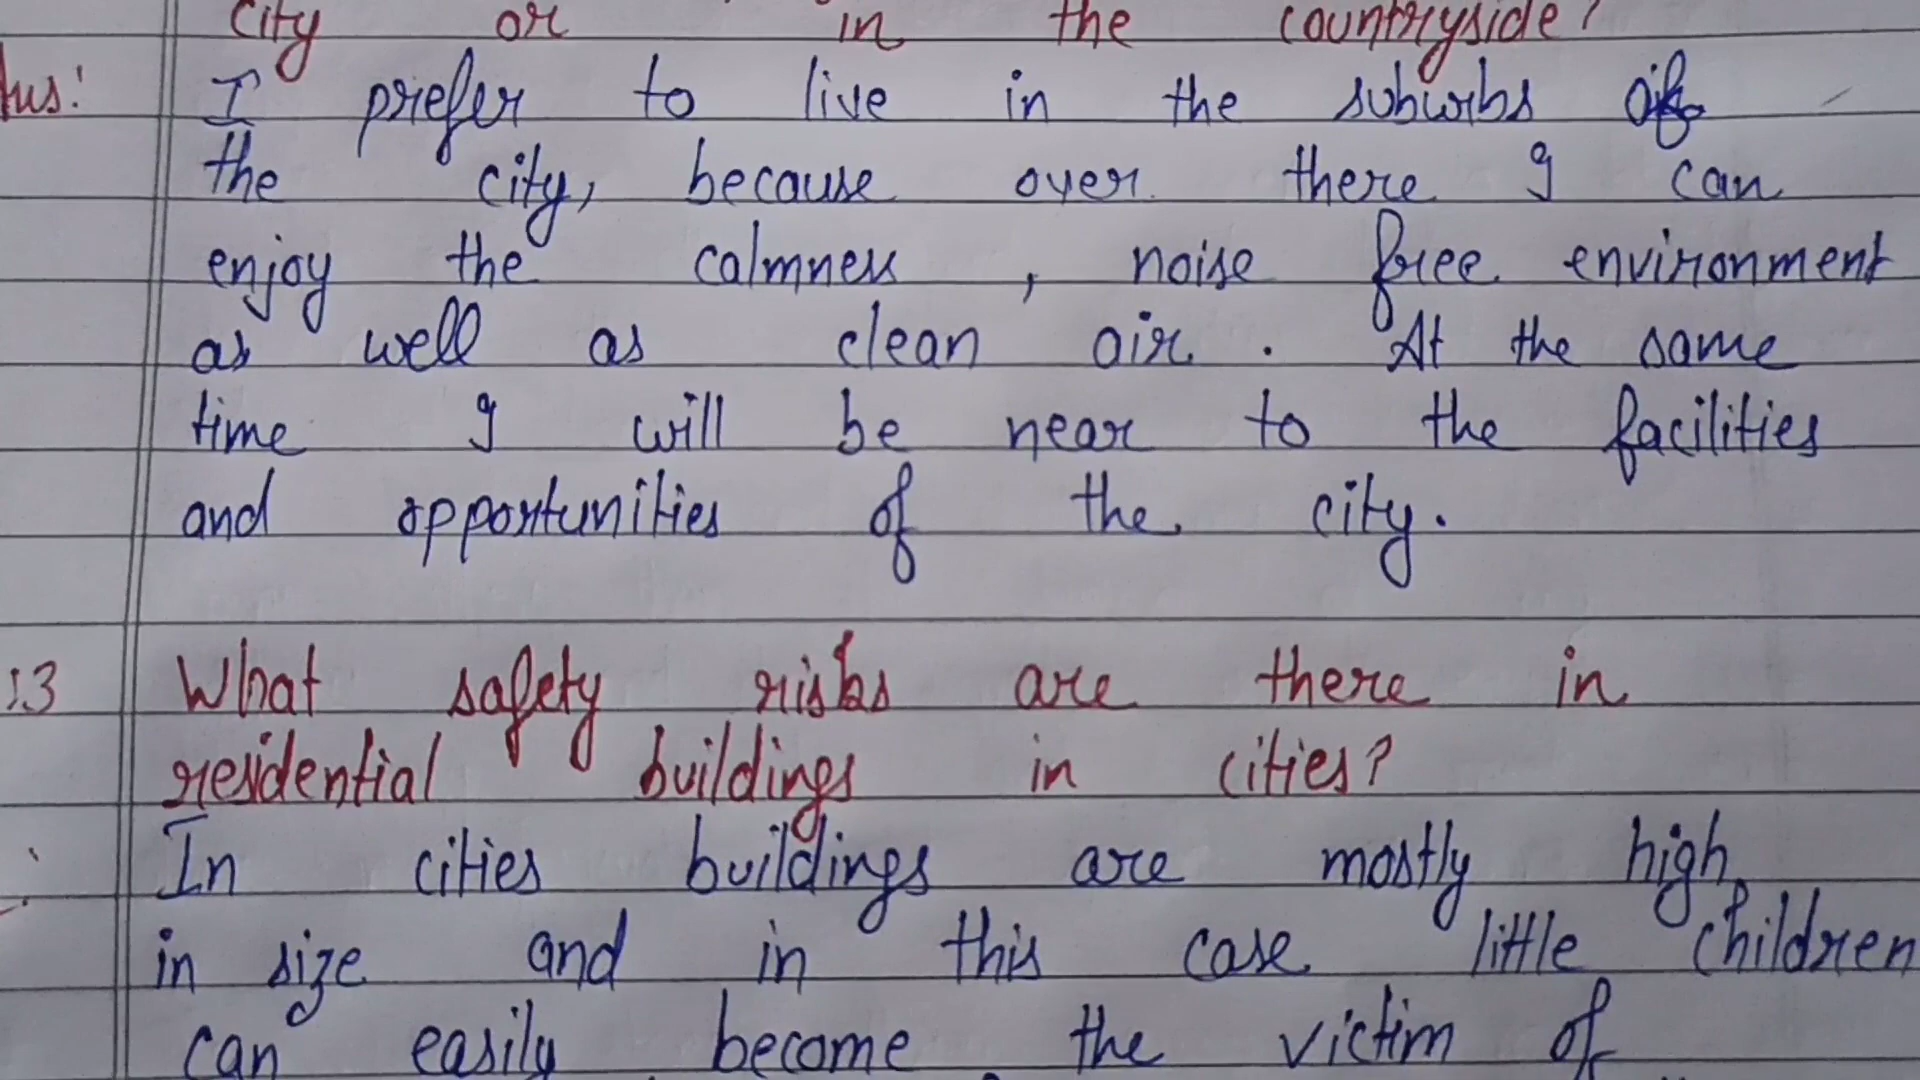 city or in the countryside?
Ans: I prefer to live in the suburbs of
the city, because over there I can
enjoy the calmness , noise free environment
as well as clean air . At the same
time I will be near to the facilities
and opportunities of the city.
:3 What safety risks are there in
residential buildings in cities?
In cities buildings are mostly high
in size and in this case little children
can easily become the victim of